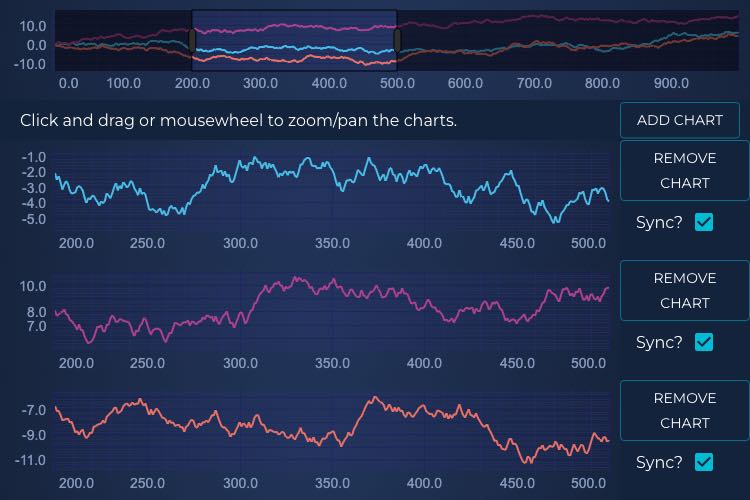 10.0
0.0
-10.0
0.0 100.0 200.0 300.0 400.0 500.0 600.0 700.0 800.0 900.0
Click and drag or mousewheel to zoom/pan the charts.
ADD CHART
-1.0
-2.0
-3.0
-4.0
-5.0
200.0 250.0 300.0 350.0 400.0 450.0 500.0
REMOVE
CHART
Sync?
10.0
8.0
7.0
200.0 250.0 300.0 350.0 400.0 450.0 500.0
REMOVE
CHART
Sync?
-7.0
-9.0
-11.0
200.0 250.0 300.0 350.0 400.0 450.0 500.0
REMOVE
CHART
Sync?